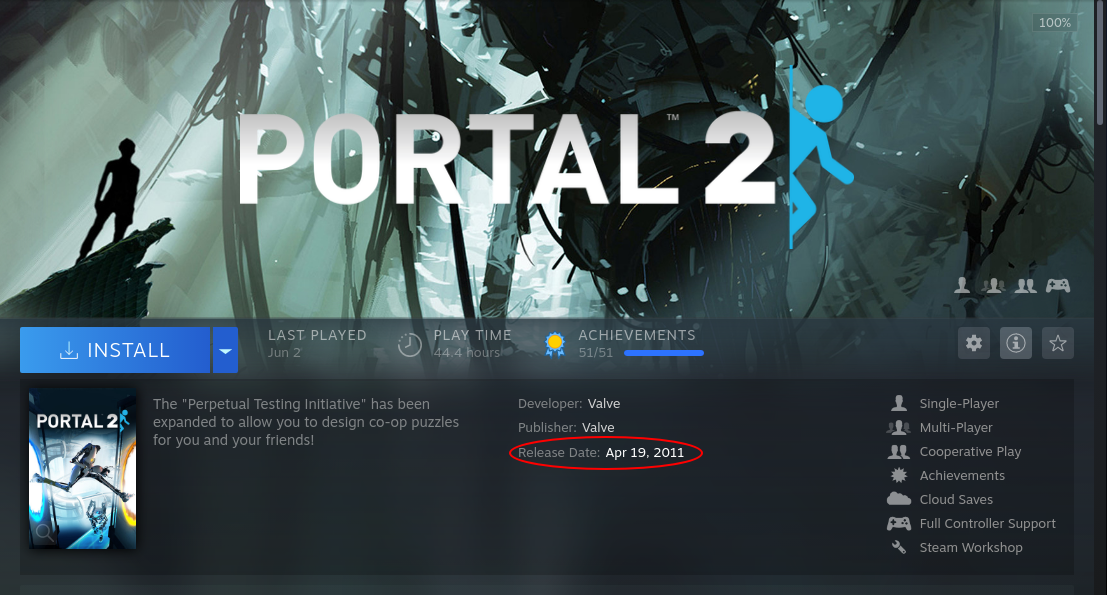 100%
PORTAL 2™
INSTALL
LAST PLAYED
Jun 2
PLAY TIME
44.4 hours
ACHIEVEMENTS
51/51
PORTAL 2
The "Perpetual Testing Initiative" has been
expanded to allow you to design co-op puzzles
for you and your friends!
Developer: Valve
Publisher: Valve
Release Date: Apr 19, 2011
Single-Player
Multi-Player
Cooperative Play
Achievements
Cloud Saves
Full Controller Support
Steam Workshop